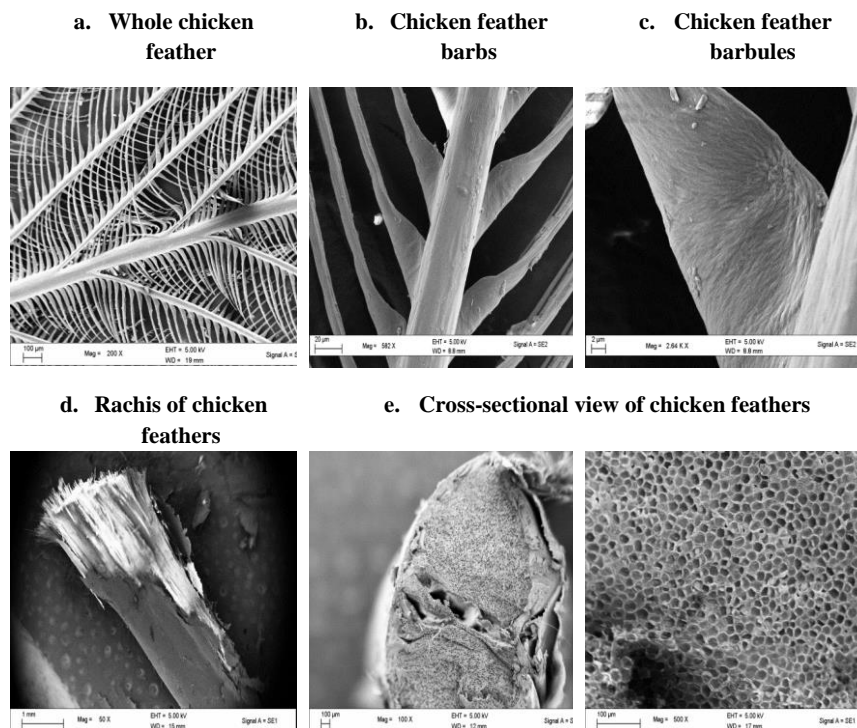 a. Whole chicken
feather
b. Chicken feather
barbs
c. Chicken feather
barbules
100 µm
Mag = 200 X
EHT = 5.00 kV
WD = 19 mm
Signal A = S
20 µm
Mag = 582 X
EHT = 5.00 kV
WD = 8.8 mm
Signal A = SE2
2 µm
Mag = 2.64 K X
EHT = 5.00 kV
WD = 8.8 mm
Signal A = SE2
d. Rachis of chicken
feathers
e. Cross-sectional view of chicken feathers
1 mm
Mag = 50 X
EHT = 5.00 kV
WD = 15 mm
Signal A = SE1
100 µm
Mag = 100 X
EHT = 5.00 kV
WD = 12 mm
Signal A = S
100 µm
Mag = 500 X
EHT = 5.00 kV
WD = 17 mm
Signal A = SE1